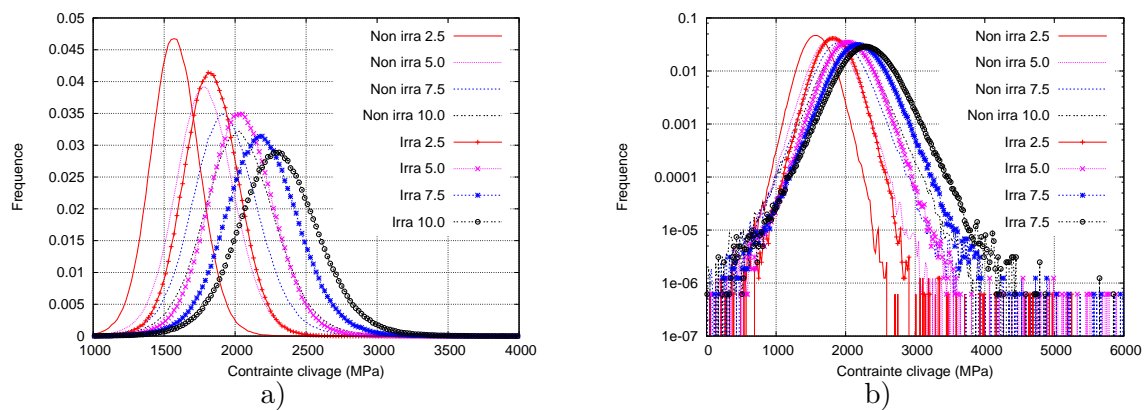 0.05
0.045
0.04
0.035
0.03
0.025
0.02
0.015
0.01
0.005
0
Frequence
1000 1500 2000 2500 3000 3500 4000
Contrainte clivage (MPa)
Non irra 2.5
Non irra 5.0
Non irra 7.5
Non irra 10.0
Irra 2.5
Irra 5.0
Irra 7.5
Irra 10.0
a)
0.1
0.01
0.001
0.0001
1e-05
1e-06
1e-07
Frequence
0 1000 2000 3000 4000 5000 6000
Contrainte clivage (MPa)
Non irra 2.5
Non irra 5.0
Non irra 7.5
Non irra 10.0
Irra 2.5
Irra 5.0
Irra 7.5
Irra 7.5
b)